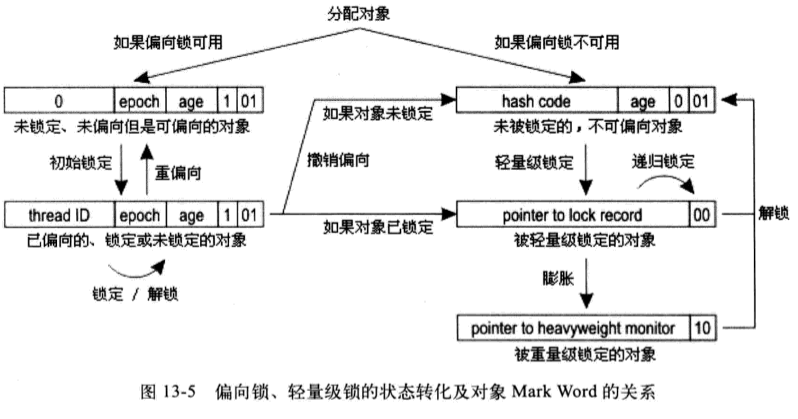 分配对象
如果偏向锁可用
如果偏向锁不可用
0 epoch age 1 01
未锁定、未偏向但是可偏向的对象
hash code age 0 01
未被锁定的，不可偏向对象
如果对象未锁定
初始锁定
重偏向
撤销偏向
轻量级锁定
递归锁定
thread ID epoch age 1 01
已偏向的、锁定或未锁定的对象
如果对象已锁定
pointer to lock record 00
被轻量级锁定的对象
解锁
锁定 / 解锁
膨胀
pointer to heavyweight monitor 10
被重量级锁定的对象
图 13-5 偏向锁、轻量级锁的状态转化及对象 Mark Word 的关系